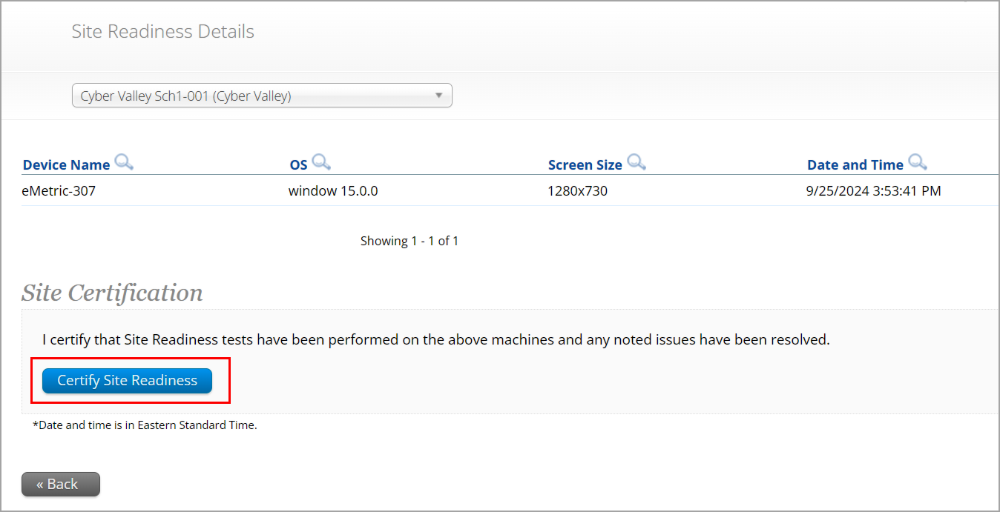 Site Readiness Details
Cyber Valley Sch1-001 (Cyber Valley)
Device Name OS Screen Size Date and Time
eMetric-307 window 15.0.0 1280x730 9/25/2024 3:53:41 PM
Showing 1 - 1 of 1
Site Certification
I certify that Site Readiness tests have been performed on the above machines and any noted issues have been resolved.
Certify Site Readiness
*Date and time is in Eastern Standard Time.
« Back